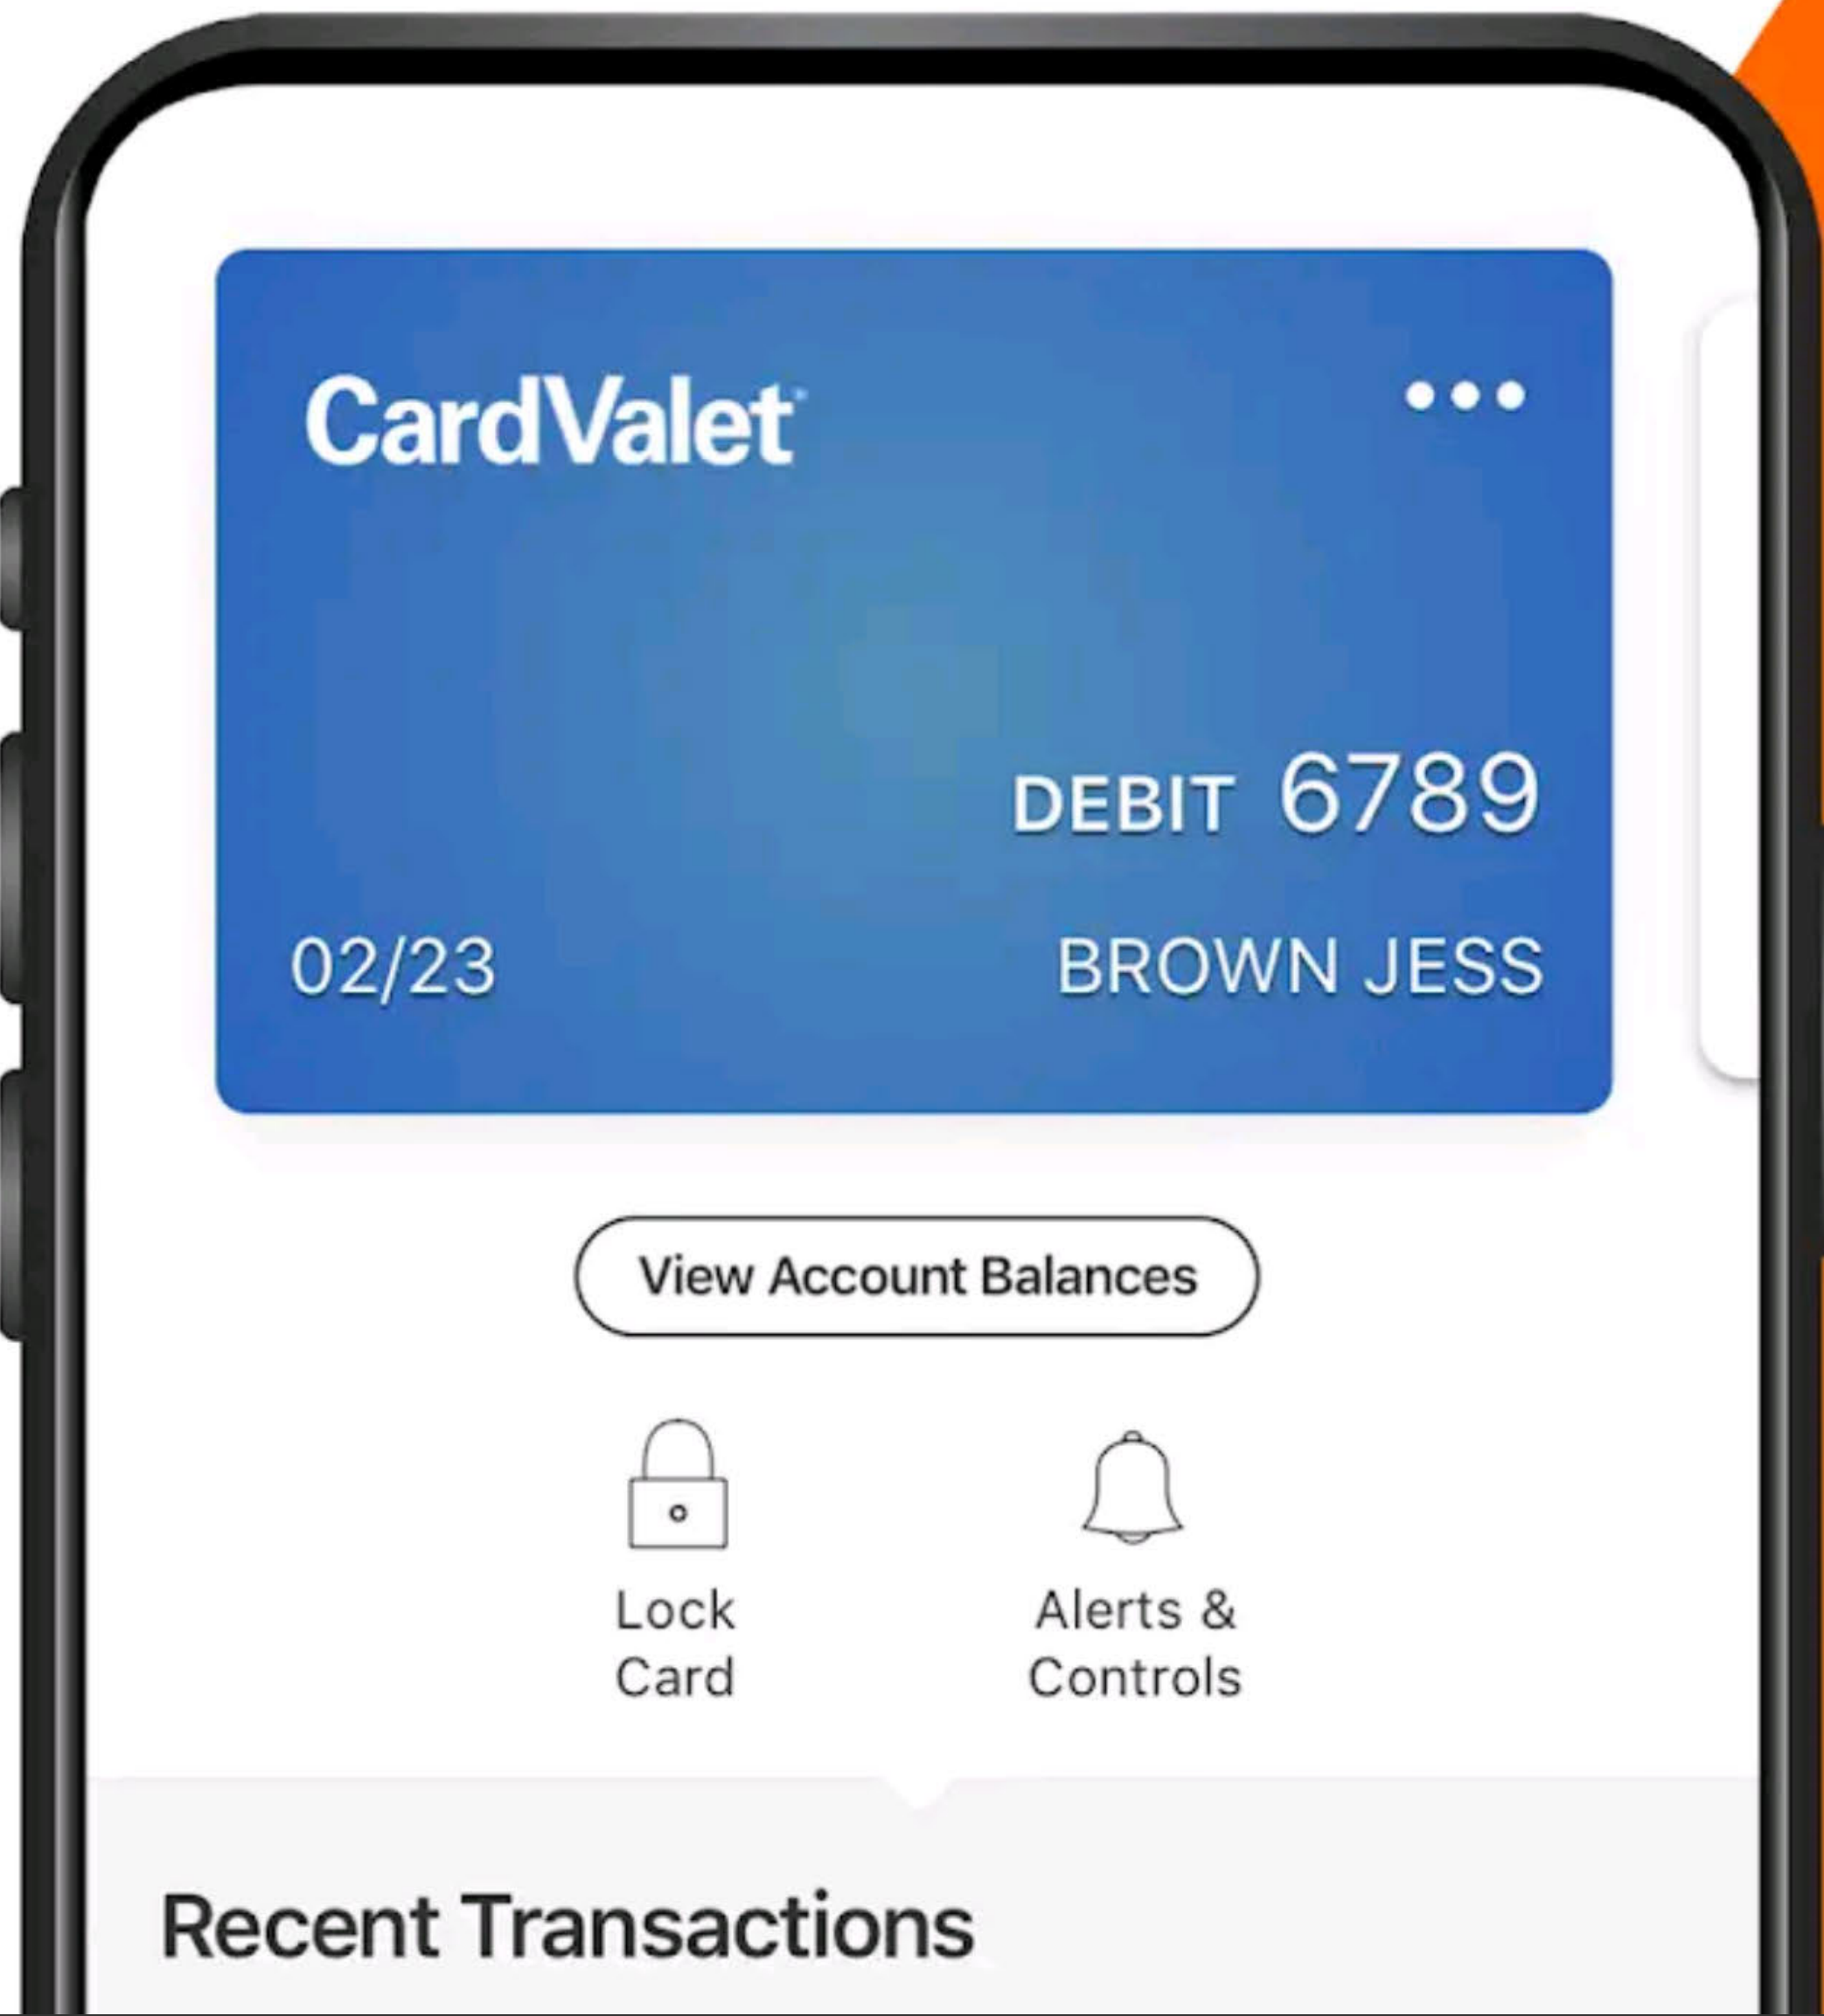 CardValet
DEBIT 6789
02/23 BROWN JESS
View Account Balances
Lock
Card
Alerts &
Controls
Recent Transactions